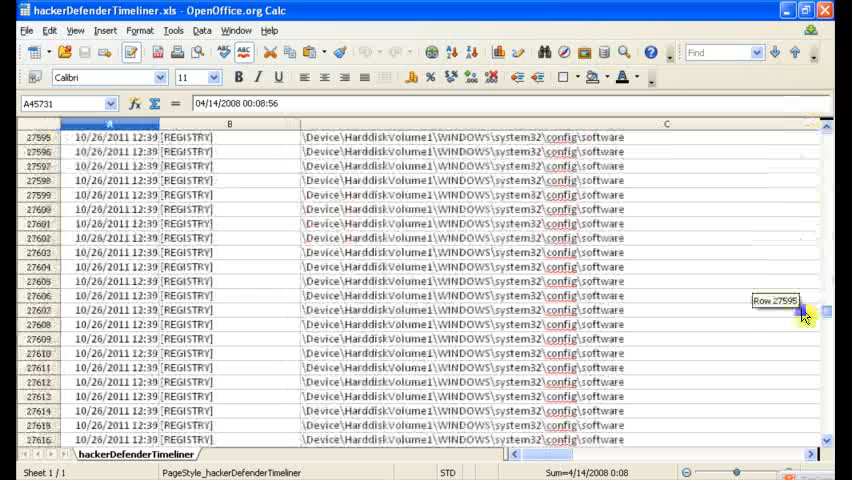 hackerDefenderTimeliner.xls - OpenOffice.org Calc
File Edit View Insert Format Tools Data Window Help
Find
Calibri 11 B I U A
A45731 = 04/14/2008 00:08:56
A B C
27595 10/26/2011 12:39 [REGISTRY] \Device\HarddiskVolume1\WINDOWS\system32\config\software
27596 10/26/2011 12:39 [REGISTRY] \Device\HarddiskVolume1\WINDOWS\system32\config\software
27597 10/26/2011 12:39 [REGISTRY] \Device\HarddiskVolume1\WINDOWS\system32\config\software
27598 10/26/2011 12:39 [REGISTRY] \Device\HarddiskVolume1\WINDOWS\system32\config\software
27599 10/26/2011 12:39 [REGISTRY] \Device\HarddiskVolume1\WINDOWS\system32\config\software
27600 10/26/2011 12:39 [REGISTRY] \Device\HarddiskVolume1\WINDOWS\system32\config\software
27601 10/26/2011 12:39 [REGISTRY] \Device\HarddiskVolume1\WINDOWS\system32\config\software
27602 10/26/2011 12:39 [REGISTRY] \Device\HarddiskVolume1\WINDOWS\system32\config\software
27603 10/26/2011 12:39 [REGISTRY] \Device\HarddiskVolume1\WINDOWS\system32\config\software
27604 10/26/2011 12:39 [REGISTRY] \Device\HarddiskVolume1\WINDOWS\system32\config\software
27605 10/26/2011 12:39 [REGISTRY] \Device\HarddiskVolume1\WINDOWS\system32\config\software
27606 10/26/2011 12:39 [REGISTRY] \Device\HarddiskVolume1\WINDOWS\system32\config\software Row 27595
27607 10/26/2011 12:39 [REGISTRY] \Device\HarddiskVolume1\WINDOWS\system32\config\software
27608 10/26/2011 12:39 [REGISTRY] \Device\HarddiskVolume1\WINDOWS\system32\config\software
27609 10/26/2011 12:39 [REGISTRY] \Device\HarddiskVolume1\WINDOWS\system32\config\software
27610 10/26/2011 12:39 [REGISTRY] \Device\HarddiskVolume1\WINDOWS\system32\config\software
27611 10/26/2011 12:39 [REGISTRY] \Device\HarddiskVolume1\WINDOWS\system32\config\software
27612 10/26/2011 12:39 [REGISTRY] \Device\HarddiskVolume1\WINDOWS\system32\config\software
27613 10/26/2011 12:39 [REGISTRY] \Device\HarddiskVolume1\WINDOWS\system32\config\software
27614 10/26/2011 12:39 [REGISTRY] \Device\HarddiskVolume1\WINDOWS\system32\config\software
27615 10/26/2011 12:39 [REGISTRY] \Device\HarddiskVolume1\WINDOWS\system32\config\software
27616 10/26/2011 12:39 [REGISTRY] \Device\HarddiskVolume1\WINDOWS\system32\config\software
hackerDefenderTimeliner
Sheet 1 / 1 PageStyle_hackerDefenderTimeliner STD Sum=4/14/2008 0:08